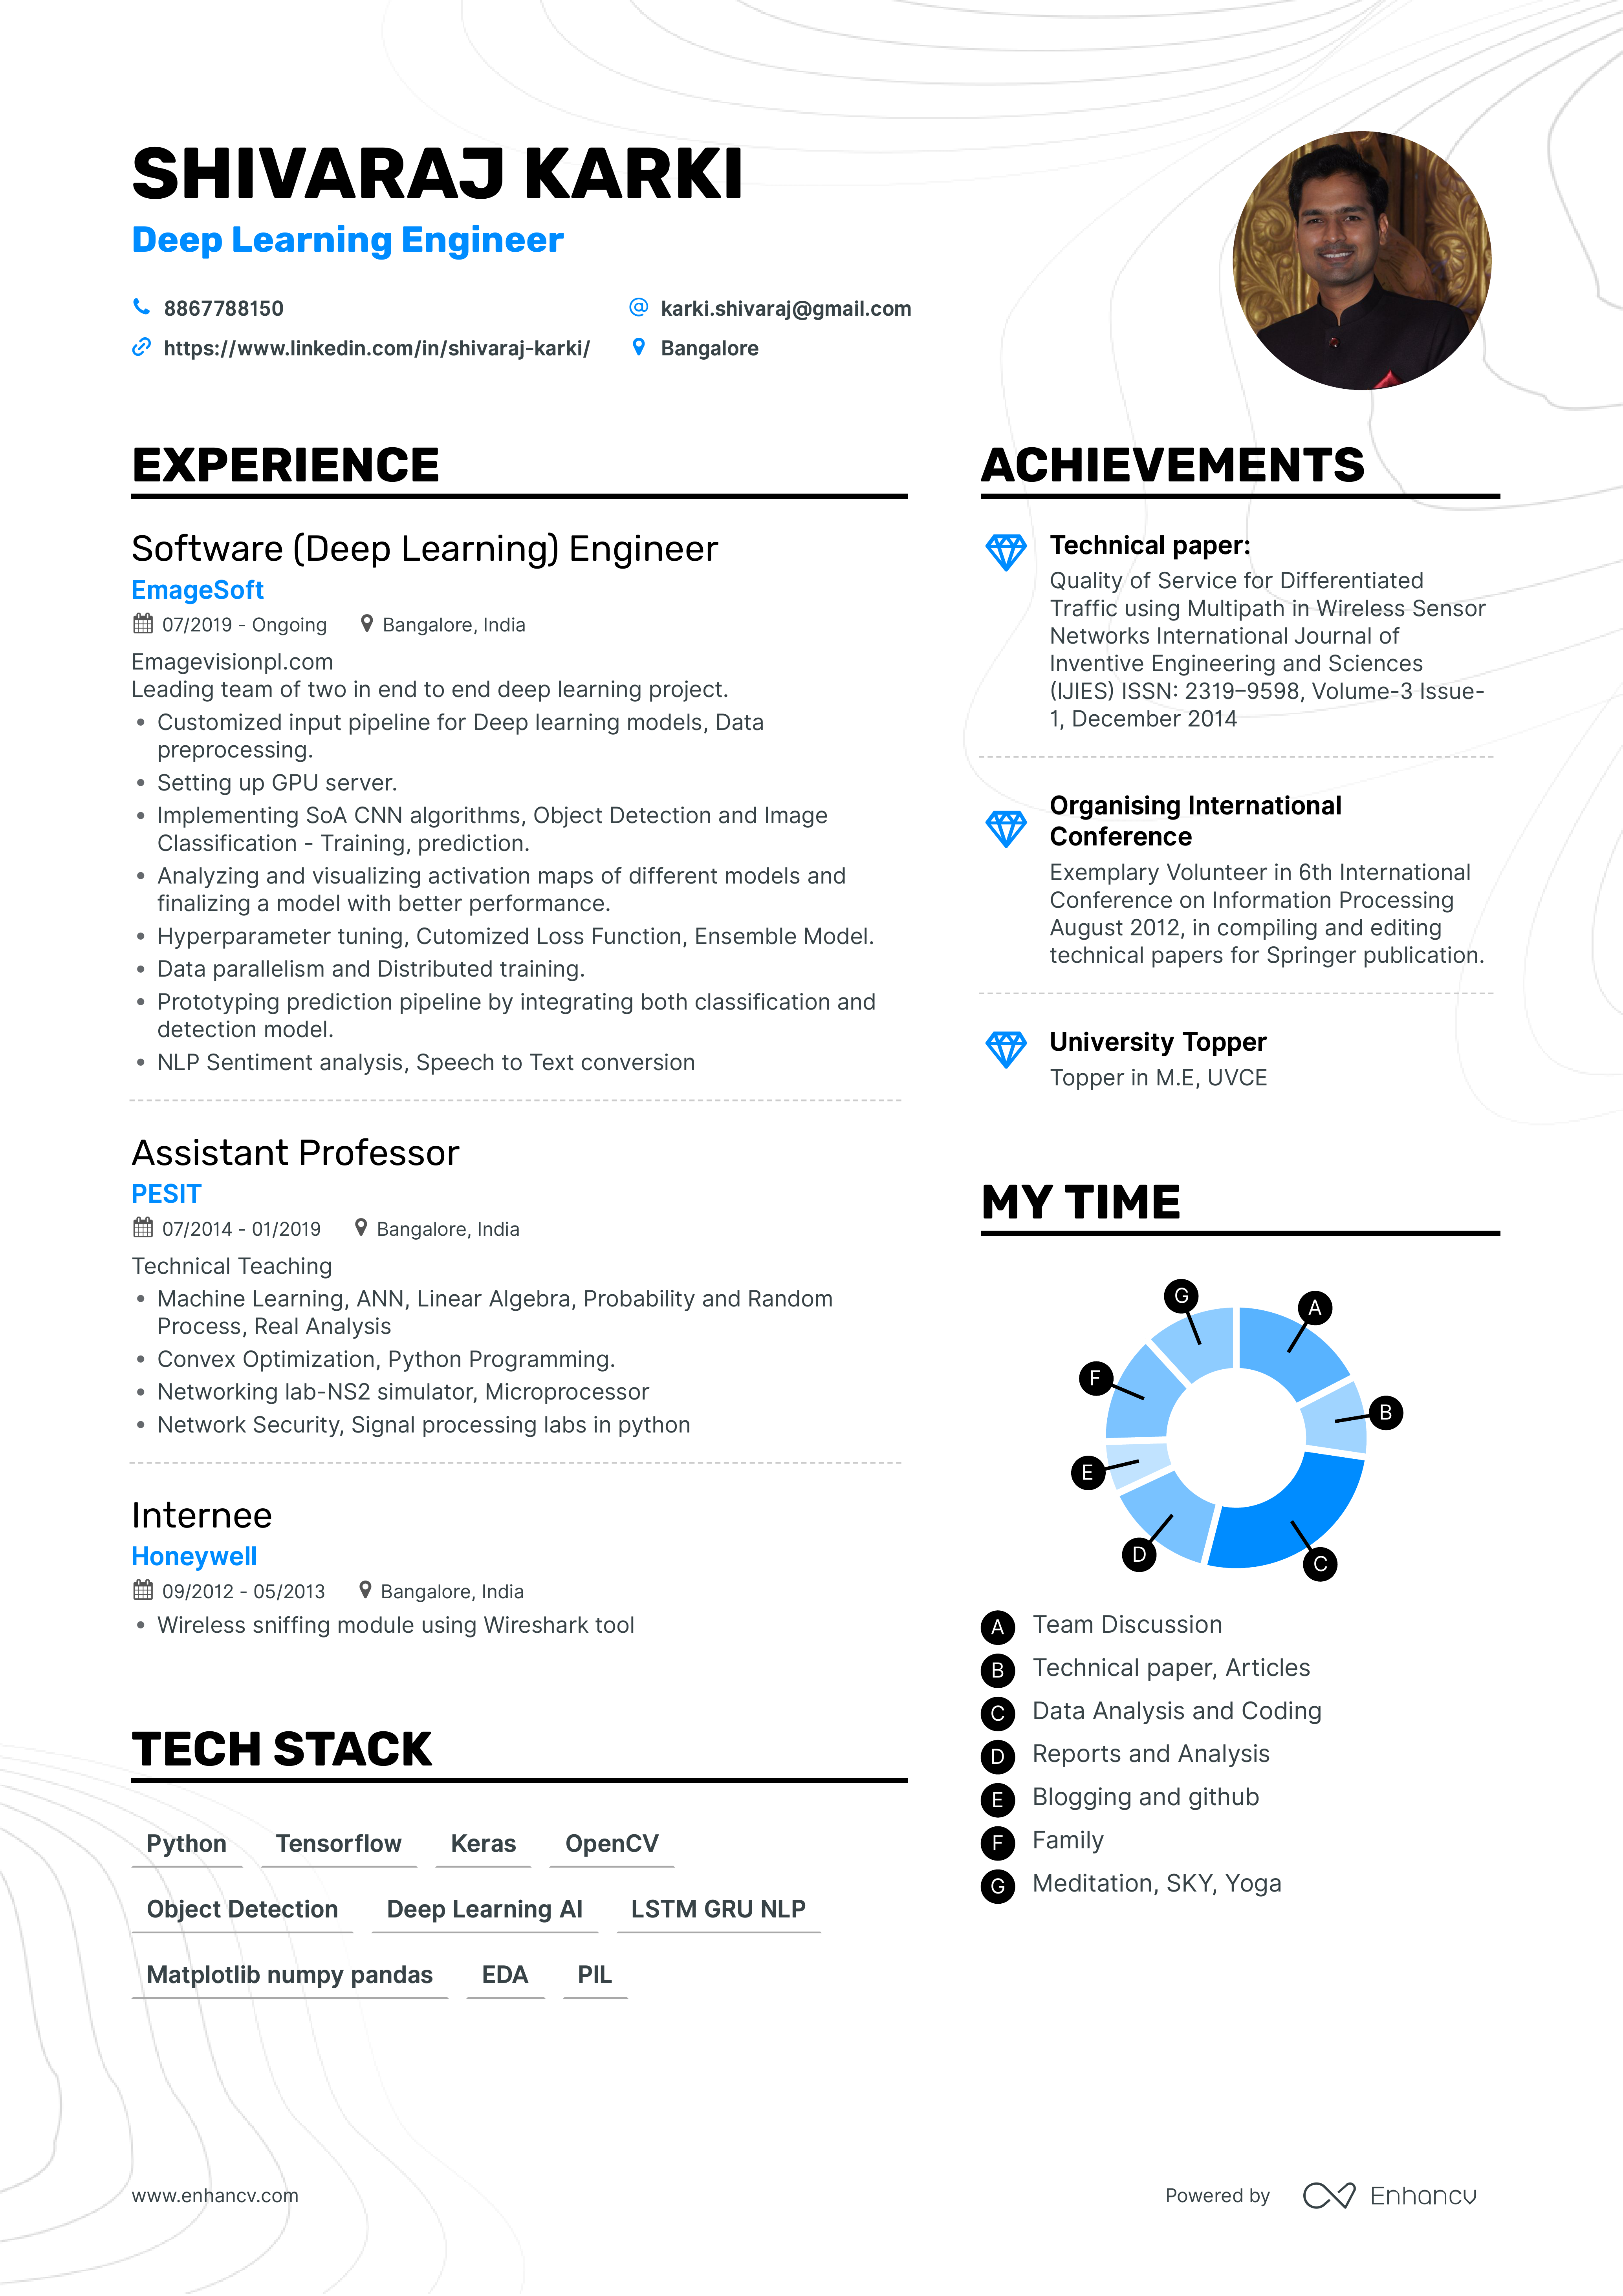 SHIVARAJ KARKI
Deep Learning Engineer
8867788150
karki.shivaraj@gmail.com
https://www.linkedin.com/in/shivaraj-karki/
Bangalore
EXPERIENCE
Software (Deep Learning) Engineer
EmageSoft
07/2019 - Ongoing
Bangalore, India
Emagevisionpl.com
Leading team of two in end to end deep learning project.
• Customized input pipeline for Deep learning models, Data
preprocessing.
• Setting up GPU server.
• Implementing SoA CNN algorithms, Object Detection and Image
Classification - Training, prediction.
• Analyzing and visualizing activation maps of different models and
finalizing a model with better performance.
• Hyperparameter tuning, Cutomized Loss Function, Ensemble Model.
• Data parallelism and Distributed training.
• Prototyping prediction pipeline by integrating both classification and
detection model.
• NLP Sentiment analysis, Speech to Text conversion
Assistant Professor
PESIT
07/2014 - 01/2019
Bangalore, India
Technical Teaching
• Machine Learning, ANN, Linear Algebra, Probability and Random
Process, Real Analysis
• Convex Optimization, Python Programming.
• Networking lab-NS2 simulator, Microprocessor
• Network Security, Signal processing labs in python
Internee
Honeywell
09/2012 - 05/2013
Bangalore, India
• Wireless sniffing module using Wireshark tool
TECH STACK
Python Tensorflow Keras OpenCV
Object Detection Deep Learning AI LSTM GRU NLP
Matplotlib numpy pandas EDA PIL
ACHIEVEMENTS
Technical paper:
Quality of Service for Differentiated
Traffic using Multipath in Wireless Sensor
Networks International Journal of
Inventive Engineering and Sciences
(IJIES) ISSN: 2319–9598, Volume-3 Issue-
1, December 2014
Organising International
Conference
Exemplary Volunteer in 6th International
Conference on Information Processing
August 2012, in compiling and editing
technical papers for Springer publication.
University Topper
Topper in M.E, UVCE
MY TIME
G
A
F
B
E
D
C
A Team Discussion
B Technical paper, Articles
C Data Analysis and Coding
D Reports and Analysis
E Blogging and github
F Family
G Meditation, SKY, Yoga
www.enhancv.com
Powered by Enhancv